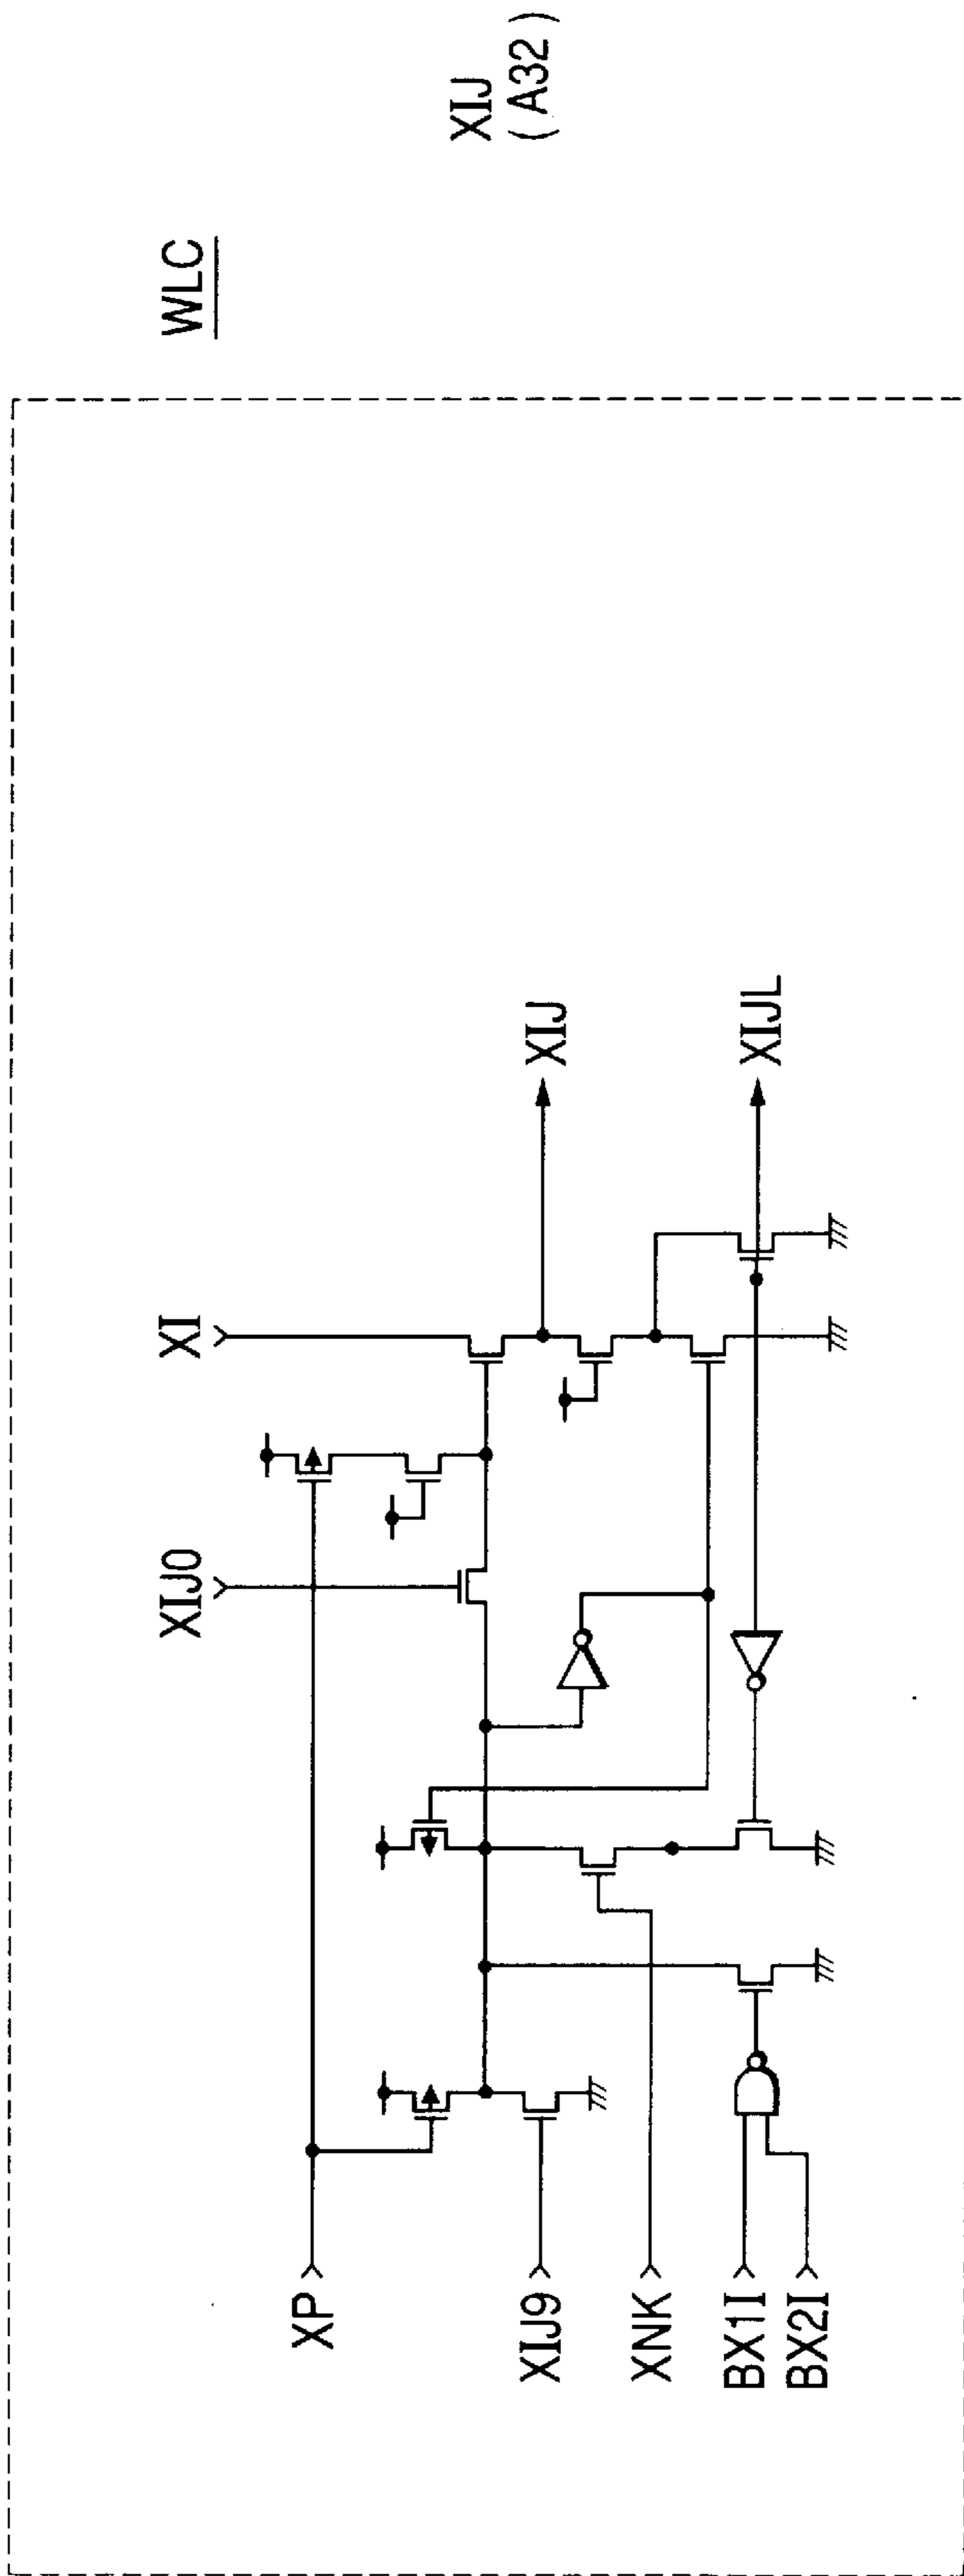 WLC
XIJ
( A32 )
XI
XIJ0
XP
XIJ9
XNK
BX1I
BX2I
XIJ
XIJL